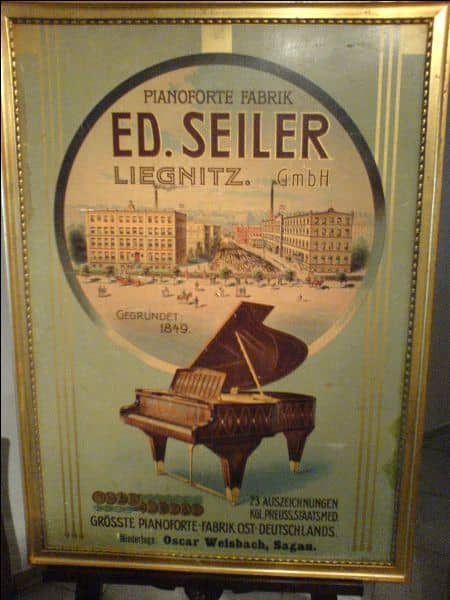 PIANOFORTE FABRIK
ED. SEILER
LIEGNITZ. GmbH
GEGRÜNDET:
1849.
23 AUSZEICHNUNGEN
KGL. PREUSS. STAATSMED.
GRÖSSTE PIANOFORTE-FABRIK OST-DEUTSCHLANDS.
Niederlage: Oscar Weisbach, Sagan.